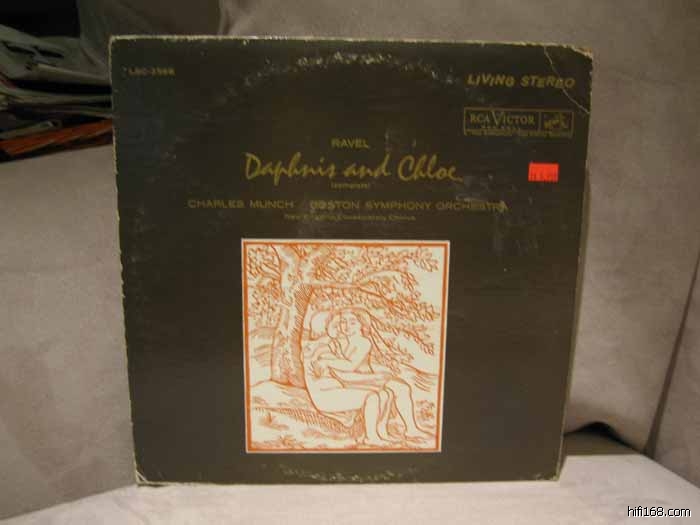 LSC-2568
LIVING STEREO
RCA VICTOR
RAVEL
Daphnis and Chloe
(complete)
CHARLES MUNCH BOSTON SYMPHONY ORCHESTRA
New England Conservatory Chorus
hifi168.com